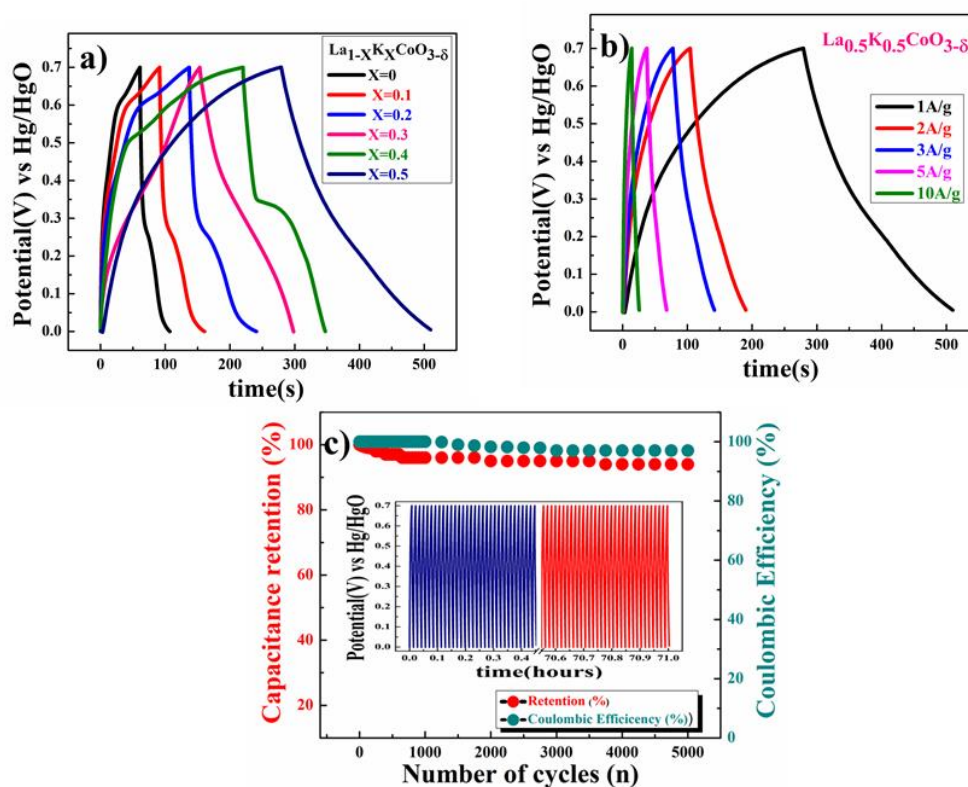 a)
La1-XKXCoO3-δ
X=0
X=0.1
X=0.2
X=0.3
X=0.4
X=0.5
Potential(V) vs Hg/HgO
0.7
0.6
0.5
0.4
0.3
0.2
0.1
0.0
0 100 200 300 400 500
time(s)
b)
La0.5K0.5CoO3-δ
1A/g
2A/g
3A/g
5A/g
10A/g
Potential(V) vs Hg/HgO
0.7
0.6
0.5
0.4
0.3
0.2
0.1
0.0
0 100 200 300 400 500
time(s)
c)
Capacitance retention (%)
100
80
60
40
20
Coulombic Efficiency (%)
100
80
60
40
20
0
Potential(V) vs Hg/HgO
0.7
0.6
0.5
0.4
0.3
0.2
0.1
0.0
0.0 0.1 0.2 0.3 0.4 70.6 70.7 70.8 70.9 71.0
time(hours)
Retention (%)
Coulombic Efficicency (%))
0 1000 2000 3000 4000 5000
Number of cycles (n)